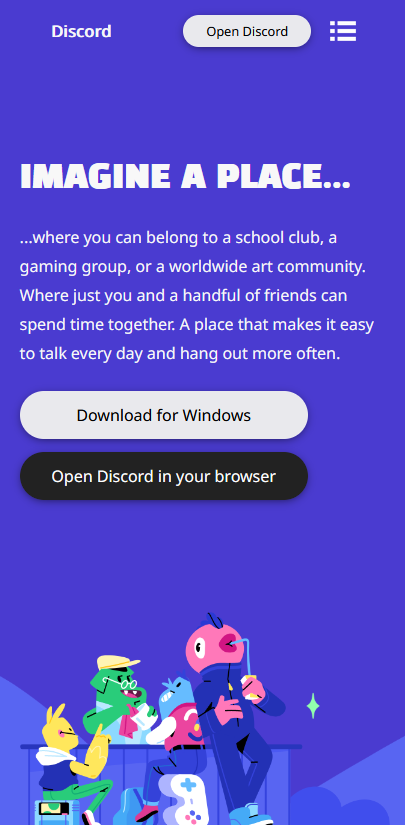 Discord
Open Discord
IMAGINE A PLACE...
...where you can belong to a school club, a
gaming group, or a worldwide art community.
Where just you and a handful of friends can
spend time together. A place that makes it easy
to talk every day and hang out more often.
Download for Windows
Open Discord in your browser